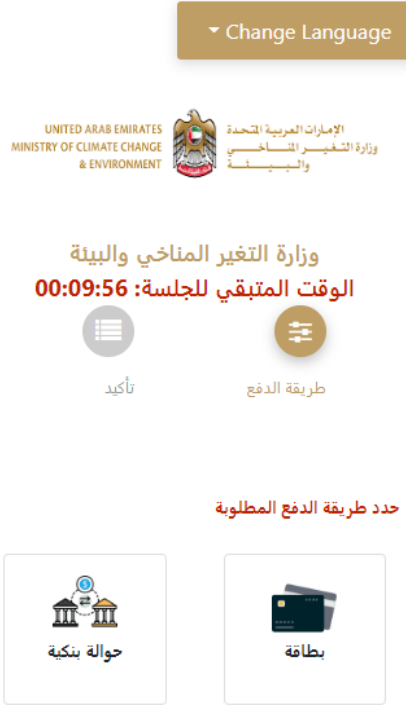 Change Language
UNITED ARAB EMIRATES
MINISTRY OF CLIMATE CHANGE
& ENVIRONMENT
الإمارات العربية المتحدة
وزارة التغيير المناخي
والبيئة
وزارة التغير المناخي والبيئة
الوقت المتبقي للجلسة: 00:09:56
طريقة الدفع
تأكيد
حدد طريقة الدفع المطلوبة
بطاقة
حوالة بنكية